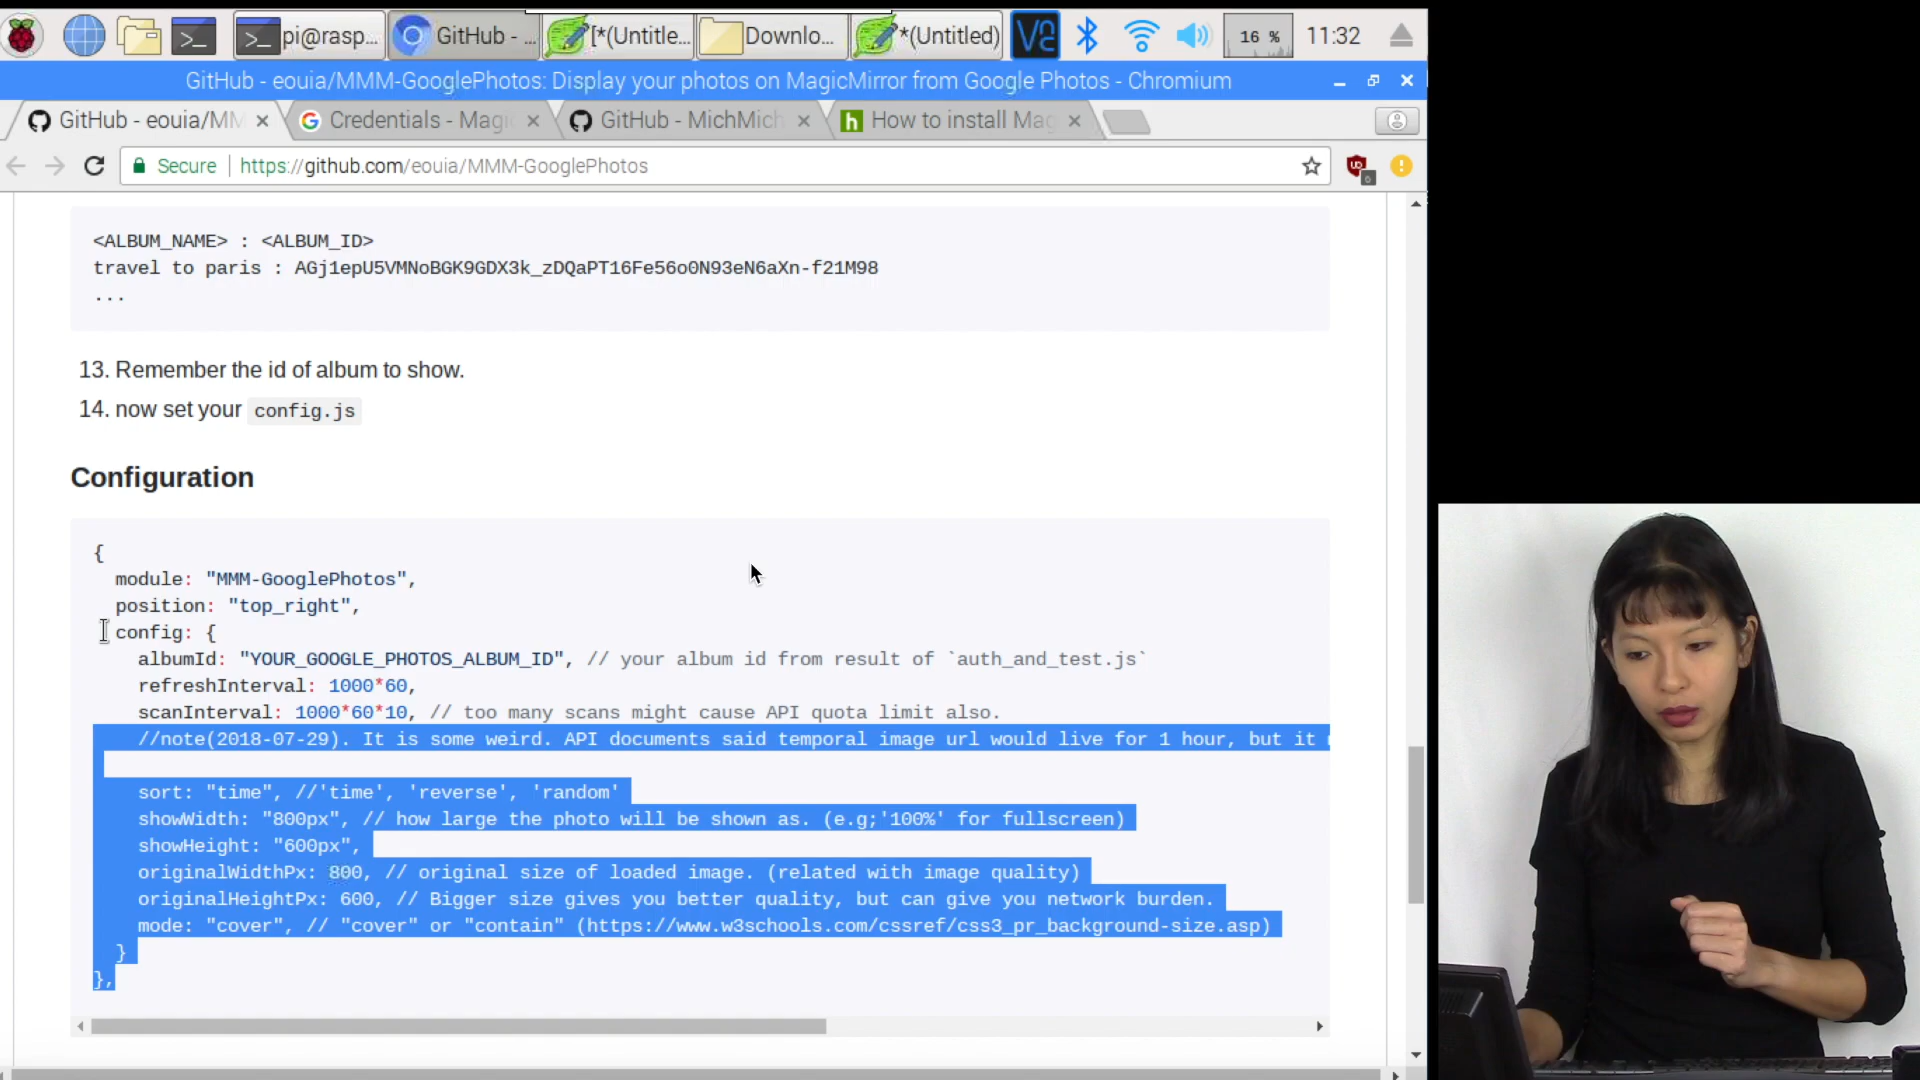 pi@rasp...
GitHub - ...
[*(Untitle...
Downlo...
*(Untitled)
16 %
11:32
GitHub - eouia/MMM-GooglePhotos: Display your photos on MagicMirror from Google Photos - Chromium
GitHub - eouia/MM
Credentials - Magi
GitHub - MichMich
How to install Mag
Secure
https://github.com/eouia/MMM-GooglePhotos
<ALBUM_NAME> : <ALBUM_ID>
travel to paris : AGj1epU5VMNoBGK9GDX3k_zDQaPT16Fe56o0N93eN6aXn-f21M98
...
13. Remember the id of album to show.
14. now set your config.js
Configuration
{
module: "MMM-GooglePhotos",
position: "top_right",
config: {
albumId: "YOUR_GOOGLE_PHOTOS_ALBUM_ID", // your album id from result of `auth_and_test.js`
refreshInterval: 1000*60,
scanInterval: 1000*60*10, // too many scans might cause API quota limit also.
//note(2018-07-29). It is some weird. API documents said temporal image url would live for 1 hour, but it
sort: "time", //'time', 'reverse', 'random'
showWidth: "800px", // how large the photo will be shown as. (e.g;'100%' for fullscreen)
showHeight: "600px",
originalWidthPx: 800, // original size of loaded image. (related with image quality)
originalHeightPx: 600, // Bigger size gives you better quality, but can give you network burden.
mode: "cover", // "cover" or "contain" (https://www.w3schools.com/cssref/css3_pr_background-size.asp)
}
},